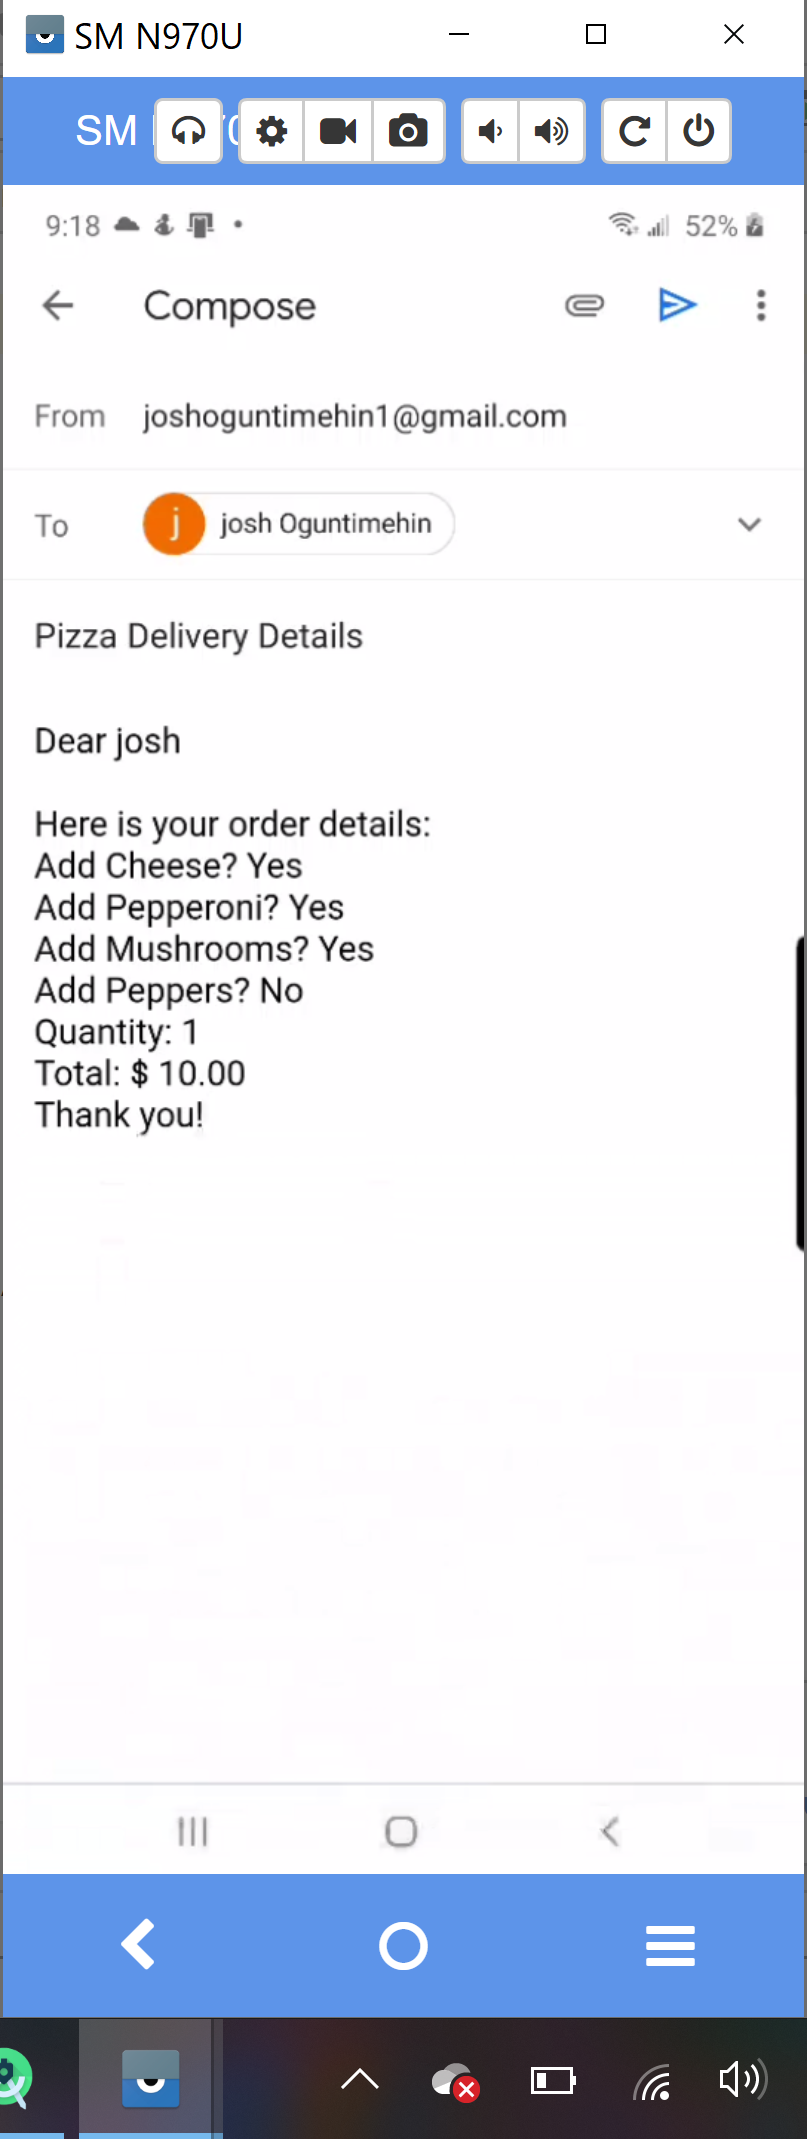 SM N970U
SM
9:18
52%
Compose
From joshoguntimehin1@gmail.com
To j josh Oguntimehin
Pizza Delivery Details
Dear josh
Here is your order details:
Add Cheese? Yes
Add Pepperoni? Yes
Add Mushrooms? Yes
Add Peppers? No
Quantity: 1
Total: $ 10.00
Thank you!